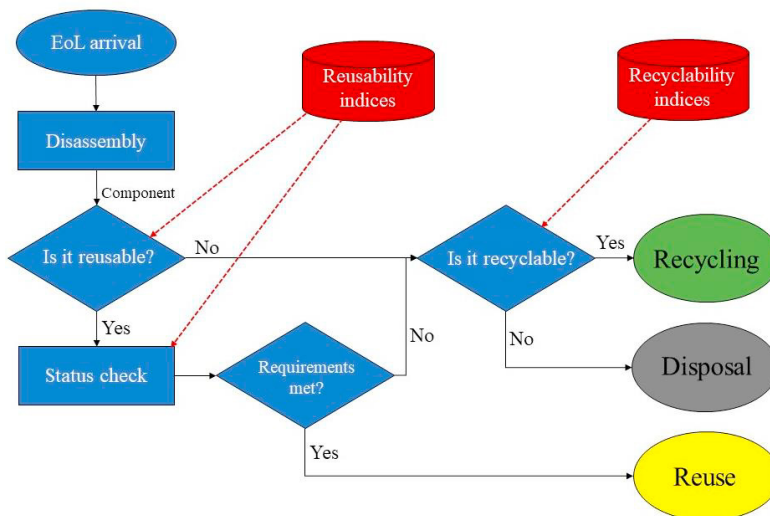 EoL arrival
Reusability
indices
Recyclability
indices
Disassembly
Component
Is it reusable?
No
Is it recyclable?
Yes
Recycling
Yes
No
No
Status check
Requirements
met?
Disposal
Yes
Reuse